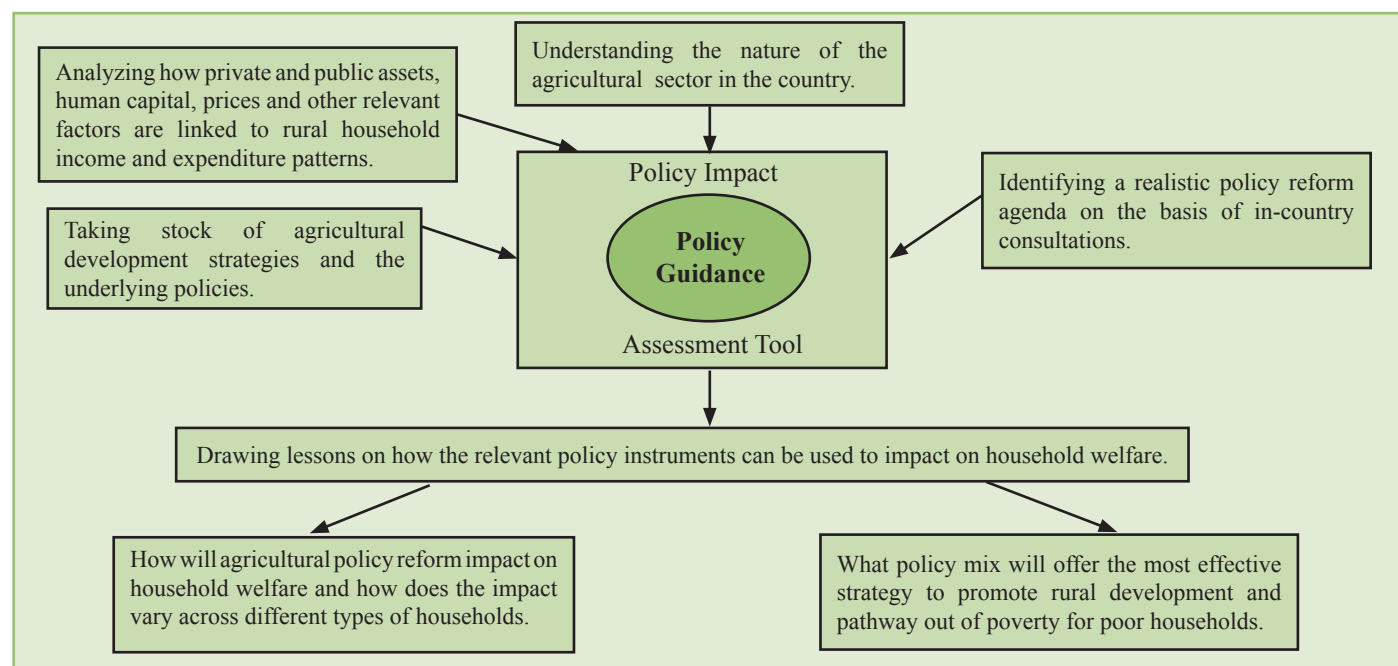 Understanding the nature of the
agricultural sector in the country.
Analyzing how private and public assets,
human capital, prices and other relevant
factors are linked to rural household
income and expenditure patterns.
Policy Impact
Policy
Guidance
Assessment Tool
Identifying a realistic policy reform
agenda on the basis of in-country
consultations.
Taking stock of agricultural
development strategies and the
underlying policies.
Drawing lessons on how the relevant policy instruments can be used to impact on household welfare.
How will agricultural policy reform impact on
household welfare and how does the impact
vary across different types of households.
What policy mix will offer the most effective
strategy to promote rural development and
pathway out of poverty for poor households.